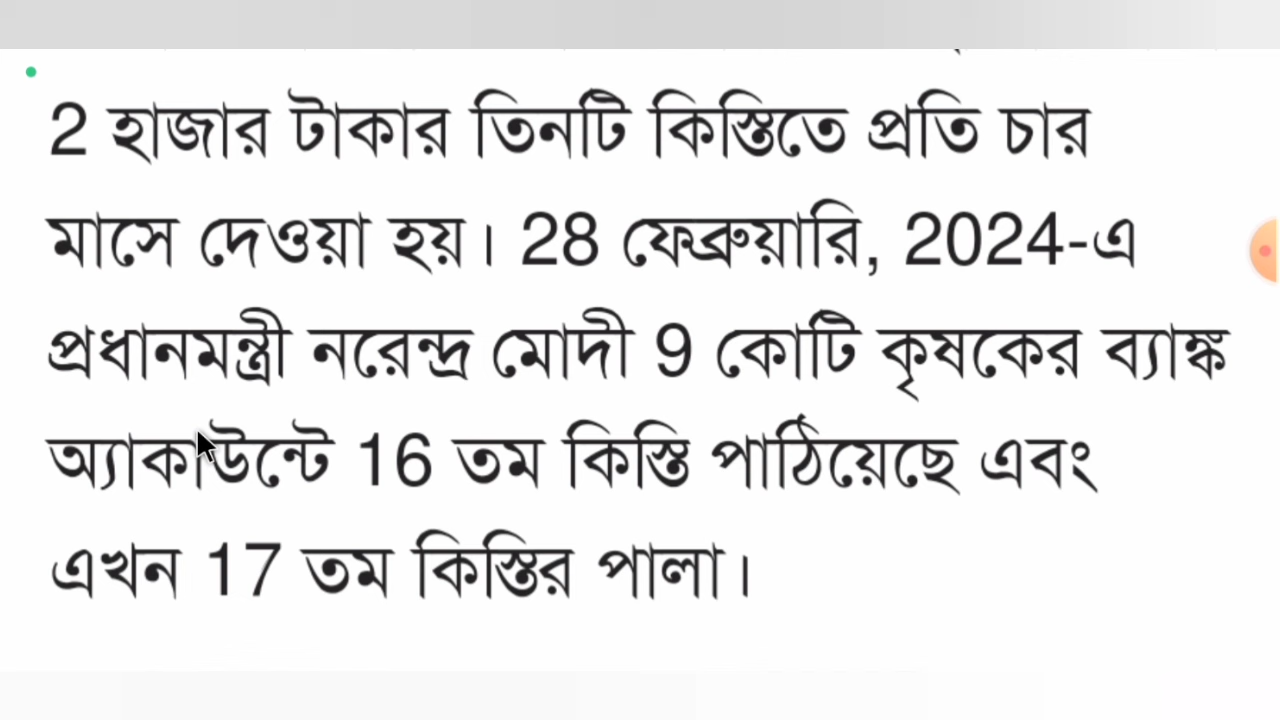 2 হাজার টাকার তিনটি কিস্তিতে প্রতি চার
মাসে দেওয়া হয়। 28 ফেব্রুয়ারি, 2024-এ
প্রধানমন্ত্রী নরেন্দ্র মোদী 9 কোটি কৃষকের ব্যাঙ্ক
অ্যাকাউন্টে 16 তম কিস্তি পাঠিয়েছে এবং
এখন 17 তম কিস্তির পালা।